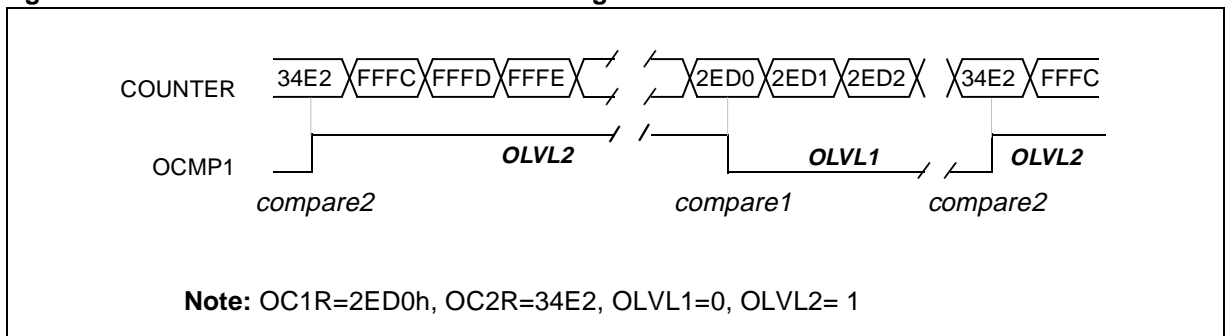 COUNTER 34E2 FFFC FFFD FFFE 2ED0 2ED1 2ED2 34E2 FFFC
OCMP1 OLVL2 OLVL1 OLVL2
compare2 compare1 compare2
Note: OC1R=2ED0h, OC2R=34E2, OLVL1=0, OLVL2= 1